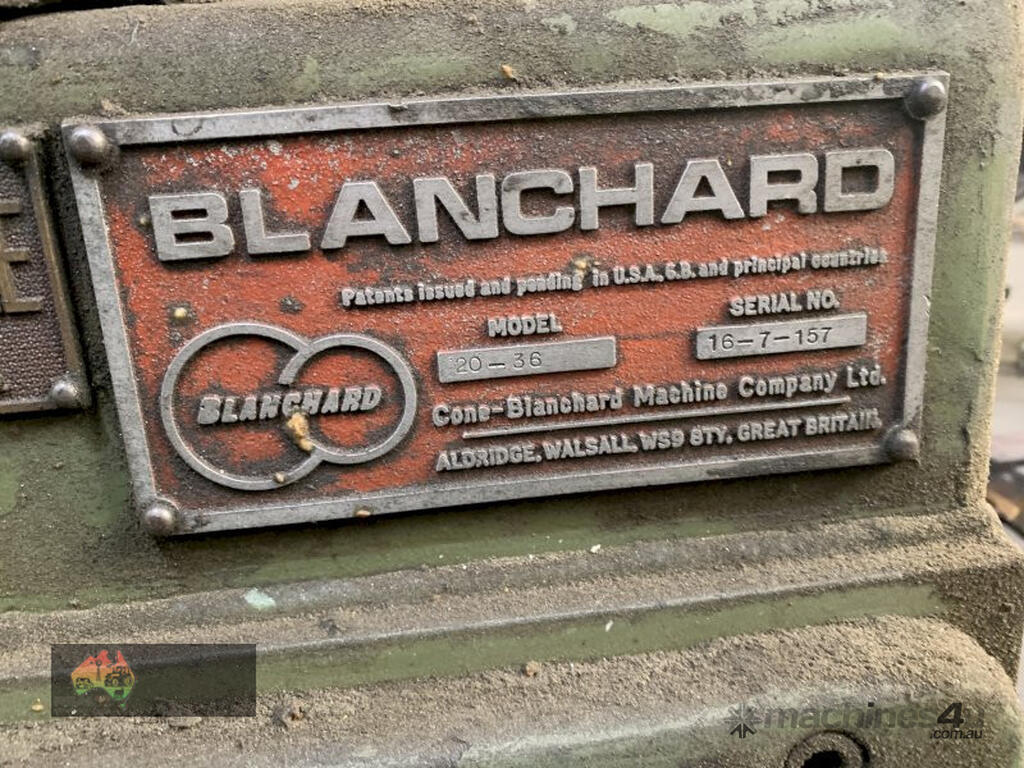 BLANCHARD
Patents issued and pending in U.S.A., G.B. and principal countries
MODEL
SERIAL NO.
20-36
16-7-157
BLANCHARD
Cone-Blanchard Machine Company Ltd.
ALDRIDGE, WALSALL, WS9 8TY, GREAT BRITAIN.
E
machines4u
.com.au